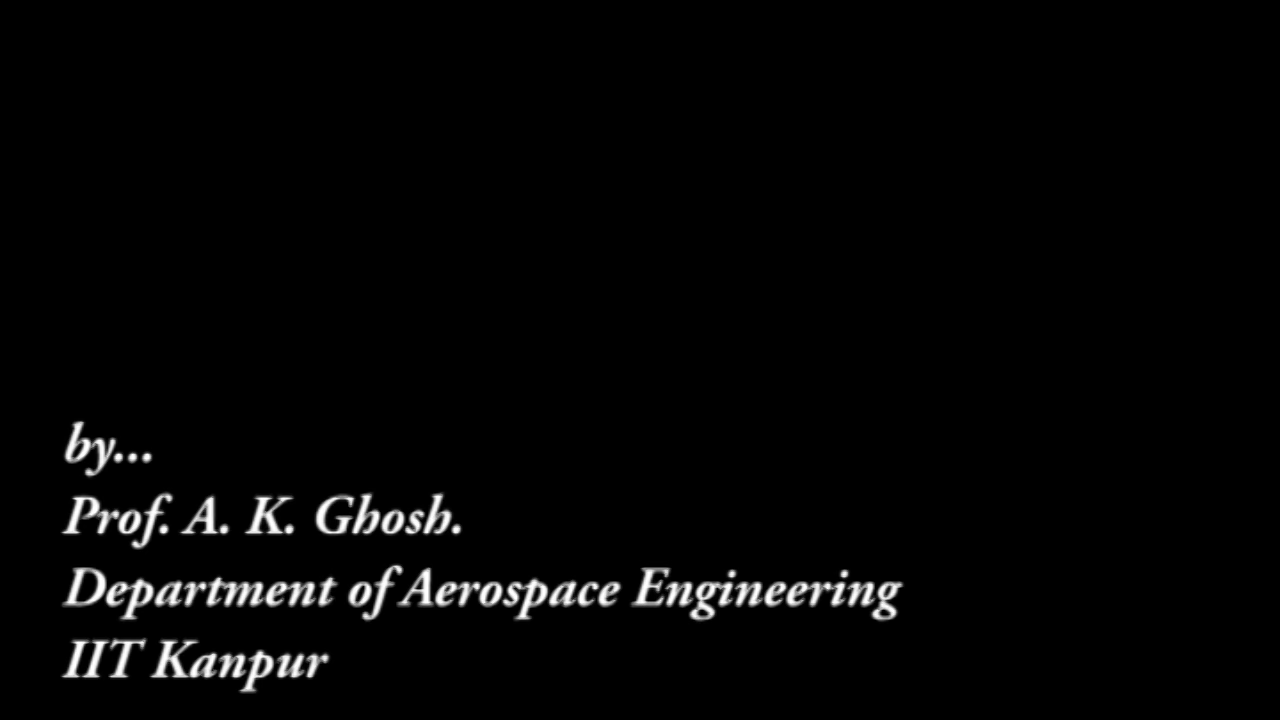 by...
Prof. A. K. Ghosh.
Department of Aerospace Engineering
IIT Kanpur